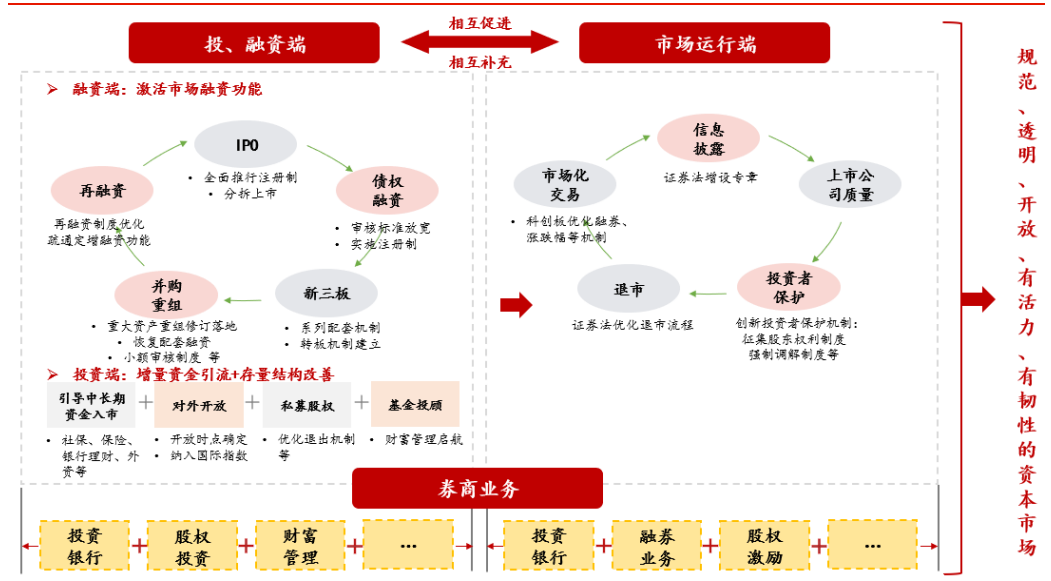 投、融资端
相互促进
相互补充
市场运行端
➢ 融资端：激活市场融资功能
IPO
• 全面推行注册制
• 分拆上市
债权
融资
• 审核标准放宽
• 实施注册制
新三板
• 系列配套机制
• 转板机制建立
并购
重组
• 重大资产重组修订落地
• 恢复配套融资
• 小额审核制度 等
再融资
再融资制度优化
疏通定增融资功能
➢ 投资端：增量资金引流+存量结构改善
引导中长期
资金入市
+
对外开放
+
私募股权
+
基金投顾
• 社保、保险、
银行理财、外
资等
• 开放时点确定
• 纳入国际指数
• 优化退出机制
等
• 财富管理启航
信息
披露
证券法增设专章
上市公
司质量
投资者
保护
创新投资者保护机制：
征集股东权利制度
强制调解制度等
退市
证券法优化退市流程
市场化
交易
• 科创板优化融券、
涨跌幅等机制
券商业务
投资
银行
+
股权
投资
+
财富
管理
+
...
投资
银行
+
融券
业务
+
股权
激励
+
...
规范、透明、开放、有活力、有韧性的资本市场